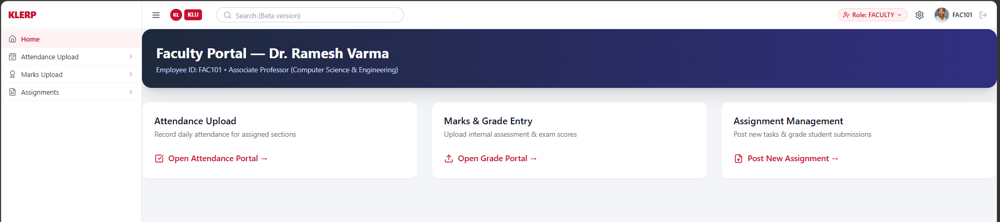 KLERP
KL
KLU
Search (Beta version)
Role: FACULTY
FAC101
Home
Attendance Upload
Marks Upload
Assignments
Faculty Portal — Dr. Ramesh Varma
Employee ID: FAC101 • Associate Professor (Computer Science & Engineering)
Attendance Upload
Record daily attendance for assigned sections
Open Attendance Portal →
Marks & Grade Entry
Upload internal assessment & exam scores
Open Grade Portal →
Assignment Management
Post new tasks & grade student submissions
Post New Assignment →